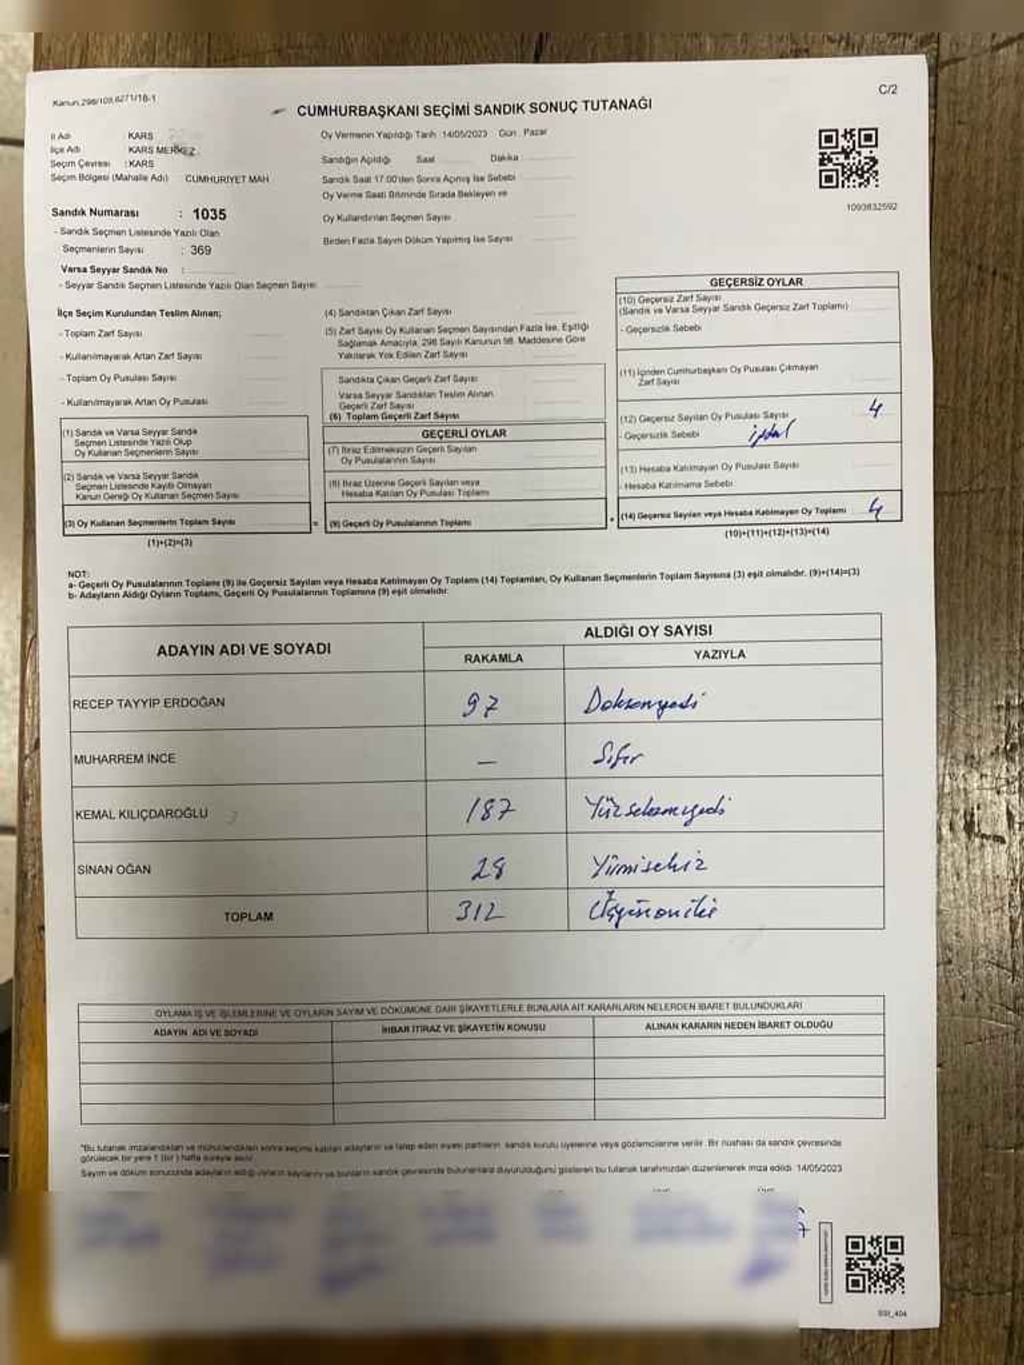 Kanun:298/109,6271/16-1
C/2
CUMHURBAŞKANI SEÇİMİ SANDIK SONUÇ TUTANAĞI
İl Adı KARS
İlçe Adı KARS MERKEZ
Seçim Çevresi : KARS
Seçim Bölgesi (Mahalle Adı) CUMHURİYET MAH
Oy Vermenin Yapıldığı Tarih :14/05/2023 Gün : Pazar
Sandığın Açıldığı Saat Dakika
Sandık Saat 17.00'den Sonra Açılmış İse Sebebi
Oy Verme Saati Bitiminde Sırada Bekleyen ve
Oy Kullandırılan Seçmen Sayısı
Birden Fazla Sayım Döküm Yapılmış İse Sayısı
1093832592
Sandık Numarası : 1035
- Sandık Seçmen Listesinde Yazılı Olan
Seçmenlerin Sayısı : 369
Varsa Seyyar Sandık No :
- Seyyar Sandık Seçmen Listesinde Yazılı Olan Seçmen Sayısı:
İlçe Seçim Kurulundan Teslim Alınan;
- Toplam Zarf Sayısı
- Kullanılmayarak Artan Zarf Sayısı
- Toplam Oy Pusulası Sayısı
- Kullanılmayarak Artan Oy Pusulası
(1) Sandık ve Varsa Seyyar Sandık
Seçmen Listesinde Yazılı Olup
Oy Kullanan Seçmenlerin Sayısı
(2) Sandık ve Varsa Seyyar Sandık
Seçmen Listesinde Kayıtlı Olmayan
Kanun Gereği Oy Kullanan Seçmen Sayısı
(3) Oy Kullanan Seçmenlerin Toplam Sayısı
(1)+(2)=(3)
(4) Sandıktan Çıkan Zarf Sayısı
(5) Zarf Sayısı Oy Kullanan Seçmen Sayısından Fazla İse, Eşitliği
Sağlamak Amacıyla, 298 Sayılı Kanunun 98. Maddesine Göre
Yakılarak Yok Edilen Zarf Sayısı
Sandıkta Çıkan Geçerli Zarf Sayısı
Varsa Seyyar Sandıktan Teslim Alınan
Geçerli Zarf Sayısı
(6) Toplam Geçerli Zarf Sayısı
GEÇERLİ OYLAR
(7) İtiraz Edilmeksizin Geçerli Sayılan
Oy Pusulalarının Sayısı
(8) İtiraz Üzerine Geçerli Sayılan veya
Hesaba Katılan Oy Pusulası Toplamı
= (9) Geçerli Oy Pusulalarının Toplamı
GEÇERSİZ OYLAR
(10) Geçersiz Zarf Sayısı
(Sandık ve Varsa Seyyar Sandık Geçersiz Zarf Toplamı)
- Geçersizlik Sebebi
(11) İçinden Cumhurbaşkanı Oy Pusulası Çıkmayan
Zarf Sayısı
(12) Geçersiz Sayılan Oy Pusulası Sayısı 4
- Geçersizlik Sebebi iptal
(13) Hesaba Katılmayan Oy Pusulası Sayısı
- Hesaba Katılmama Sebebi
+ (14) Geçersiz Sayılan veya Hesaba Katılmayan Oy Toplamı 4
(10)+(11)+(12)+(13)=(14)
NOT:
a- Geçerli Oy Pusulalarının Toplamı (9) ile Geçersiz Sayılan veya Hesaba Katılmayan Oy Toplamı (14) Toplamları, Oy Kullanan Seçmenlerin Toplam Sayısına (3) eşit olmalıdır. (9)+(14)=(3)
b- Adayların Aldığı Oyların Toplamı, Geçerli Oy Pusulalarının Toplamına (9) eşit olmalıdır.
ADAYIN ADI VE SOYADI
ALDIĞI OY SAYISI
RAKAMLA YAZIYLA
RECEP TAYYİP ERDOĞAN 97 Doksanyedi
MUHARREM İNCE — Sıfır
KEMAL KILIÇDAROĞLU 187 Yüzseksenyedi
SİNAN OĞAN 28 Yirmisekiz
TOPLAM 312 Üçyüzoniki
OYLAMA İŞ VE İŞLEMLERİNE VE OYLARIN SAYIM VE DÖKÜMÜNE DAİR ŞİKAYETLERLE BUNLARA AİT KARARLARIN NELERDEN İBARET BULUNDUKLARI
ADAYIN ADI VE SOYADI İHBAR İTİRAZ VE ŞİKAYETİN KONUSU ALINAN KARARIN NEDEN İBARET OLDUĞU
*Bu tutanak imzalandıktan ve mühürlendikten sonra seçime katılan adayların ve talep eden siyasi partilerin sandık kurulu üyelerine veya gözlemcilerine verilir. Bir nüshası da sandık çevresinde
görülecek bir yere 1 (bir) hafta süreyle asılır.
Sayım ve döküm sonucunda adayların aldığı oyların sayılarını ve bunların sandık çevresinde bulunanlara duyurulduğunu gösteren bu tutanak tarafımızdan düzenlenerek imza edildi. 14/05/2023